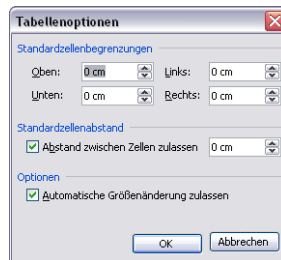 Tabellenoptionen
Standardzellenbegrenzungen
Oben: 0 cm Links: 0 cm
Unten: 0 cm Rechts: 0 cm
Standardzellenabstand
Abstand zwischen Zellen zulassen 0 cm
Optionen
Automatische Größenänderung zulassen
OK Abbrechen